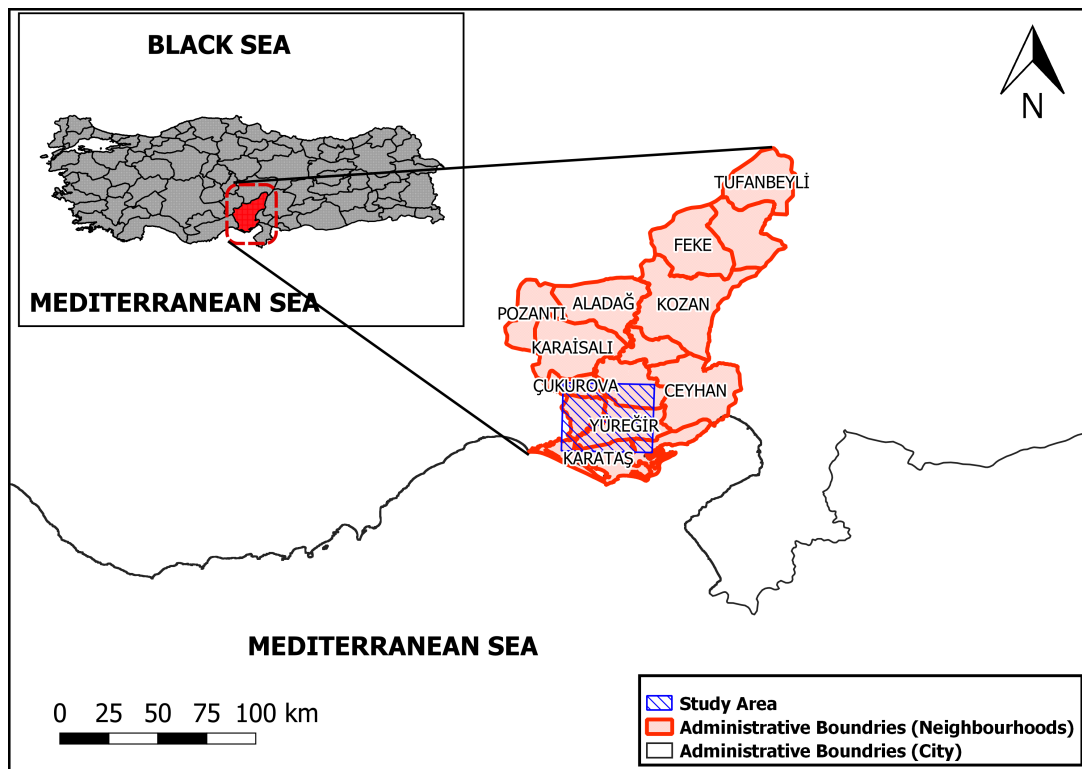 BLACK SEA
MEDITERRANEAN SEA
N
TUFANBEYLİ
FEKE
KOZAN
ALADAĞ
POZANTI
KARAİSALI
ÇUKUROVA
CEYHAN
YÜREĞİR
KARATAŞ
MEDITERRANEAN SEA
0 25 50 75 100 km
Study Area
Administrative Boundries (Neighbourhoods)
Administrative Boundries (City)